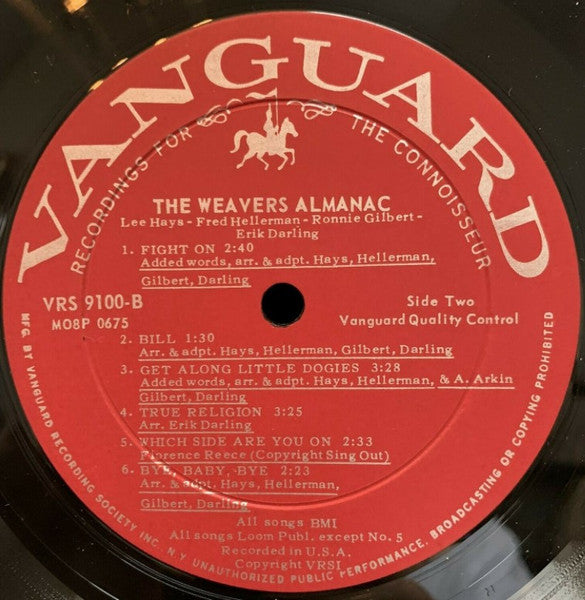 VANGUARD
RECORDINGS FOR THE CONNOISSEUR
THE WEAVERS ALMANAC
Lee Hays - Fred Hellerman - Ronnie Gilbert -
Erik Darling
1. FIGHT ON 2:40
Added words, arr. & adpt. Hays, Hellerman,
Gilbert, Darling
VRS 9100-B
MO8P 0675
Side Two
Vanguard Quality Control
2. BILL 1:30
Arr. & adpt. Hays, Hellerman, Gilbert, Darling
3. GET ALONG LITTLE DOGIES 3:28
Added words, arr. & adpt. Hays, Hellerman, & A. Arkin
Gilbert, Darling
4. TRUE RELIGION 3:25
Arr. Erik Darling
5. WHICH SIDE ARE YOU ON 2:33
Florence Reece (Copyright Sing Out)
6. BYE, BABY, BYE 2:23
Arr. & adpt. Hays, Hellerman,
Gilbert, Darling
All songs BMI
All songs Loom Publ. except No. 5
Recorded in U.S.A.
Copyright VRSI
MFG. BY VANGUARD RECORDING SOCIETY INC. N.Y. UNAUTHORIZED PUBLIC PERFORMANCE, BROADCASTING OR COPYING PROHIBITED